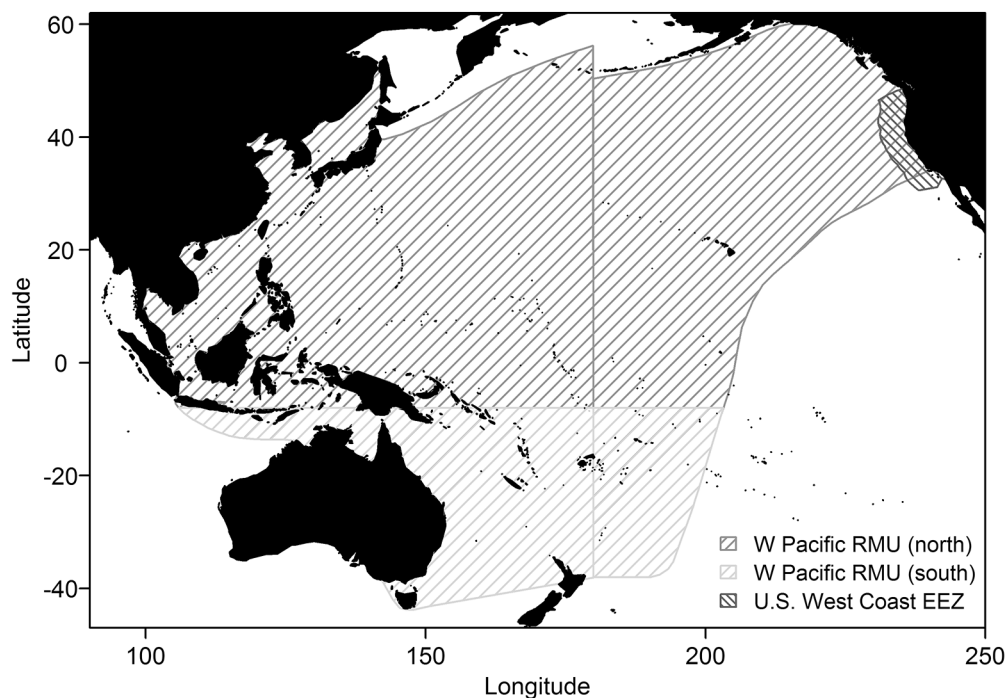 60
40
20
0
-20
-40
Latitude
W Pacific RMU (north)
W Pacific RMU (south)
U.S. West Coast EEZ
100
150
200
250
Longitude